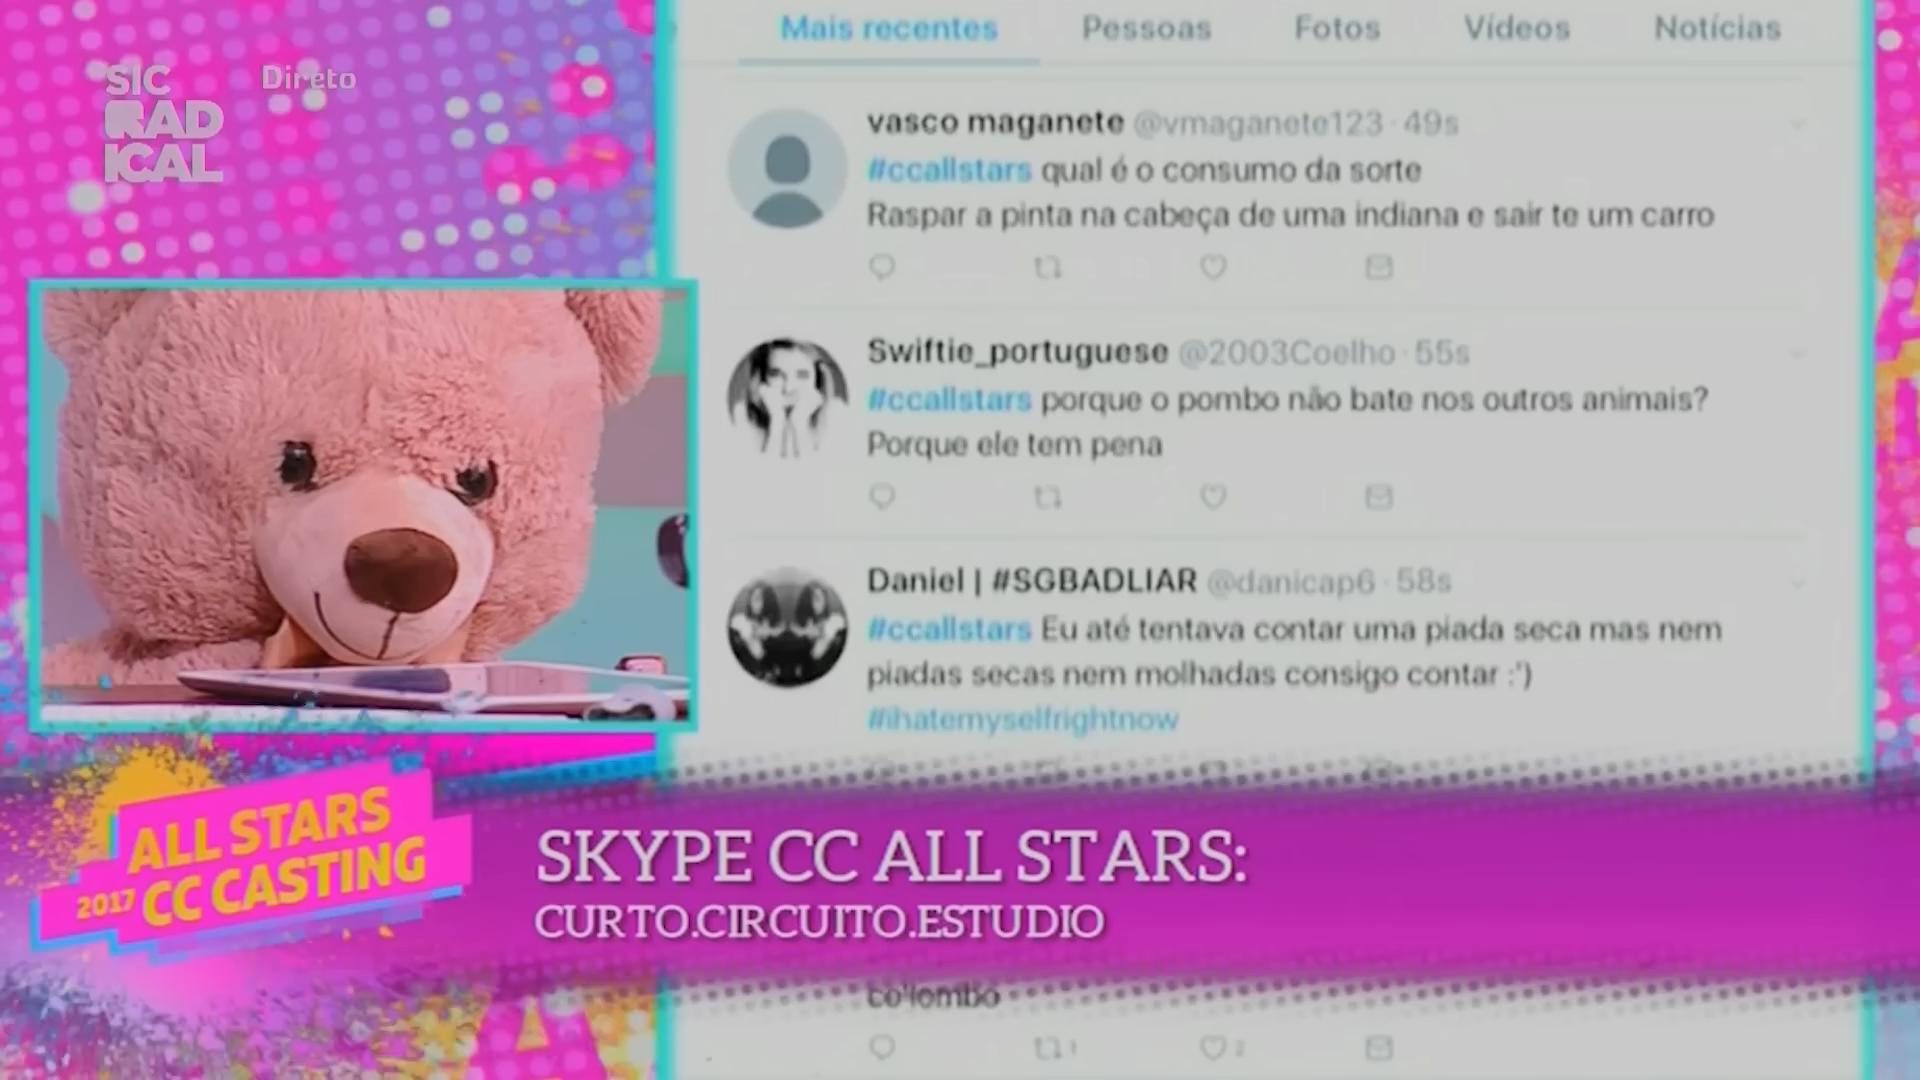 SIC
RAD
ICAL
Direto
Mais recentes Pessoas Fotos Vídeos Notícias
vasco maganete @vmaganete123 · 49s
#ccallstars qual é o consumo da sorte
Raspar a pinta na cabeça de uma indiana e sair te um carro
Swiftie_portuguese @2003Coelho · 55s
#ccallstars porque o pombo não bate nos outros animais?
Porque ele tem pena
Daniel | #SGBADLIAR @danicap6 · 58s
#ccallstars Eu até tentava contar uma piada seca mas nem
piadas secas nem molhadas consigo contar :')
#ihatemyselfrightnow
ALL STARS
2017 CC CASTING
SKYPE CC ALL STARS:
CURTO.CIRCUITO.ESTUDIO
co'lombo
1 2